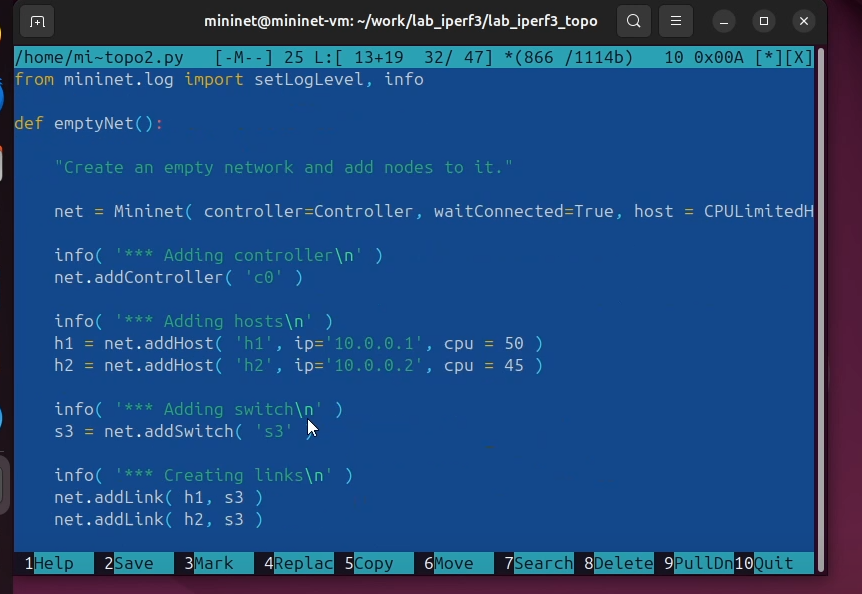 mininet@mininet-vm: ~/work/lab_iperf3/lab_iperf3_topo
/home/mi~topo2.py [-M--] 25 L:[ 13+19 32/ 47] *(866 /1114b) 10 0x00A [*][X]
from mininet.log import setLogLevel, info
def emptyNet():
"Create an empty network and add nodes to it."
net = Mininet( controller=Controller, waitConnected=True, host = CPULimitedH
info( '*** Adding controller\n' )
net.addController( 'c0' )
info( '*** Adding hosts\n' )
h1 = net.addHost( 'h1', ip='10.0.0.1', cpu = 50 )
h2 = net.addHost( 'h2', ip='10.0.0.2', cpu = 45 )
info( '*** Adding switch\n' )
s3 = net.addSwitch( 's3' )
info( '*** Creating links\n' )
net.addLink( h1, s3 )
net.addLink( h2, s3 )
1Help 2Save 3Mark 4Replac 5Copy 6Move 7Search 8Delete 9PullDn 10Quit